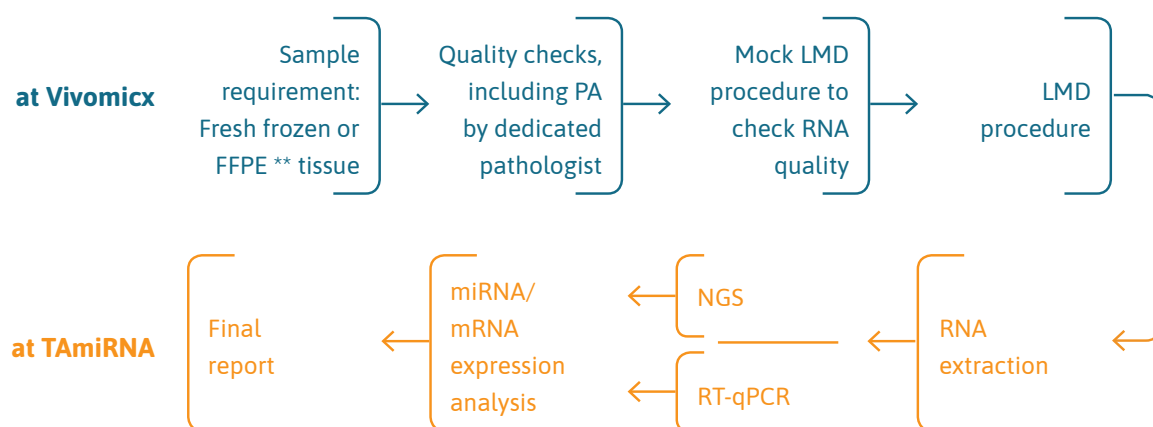 at Vivomicx
Sample
requirement:
Fresh frozen or
FFPE ** tissue
Quality checks,
including PA
by dedicated
pathologist
Mock LMD
procedure to
check RNA
quality
LMD
procedure
at TAmiRNA
Final
report
miRNA/
mRNA
expression
analysis
NGS
RT-qPCR
RNA
extraction